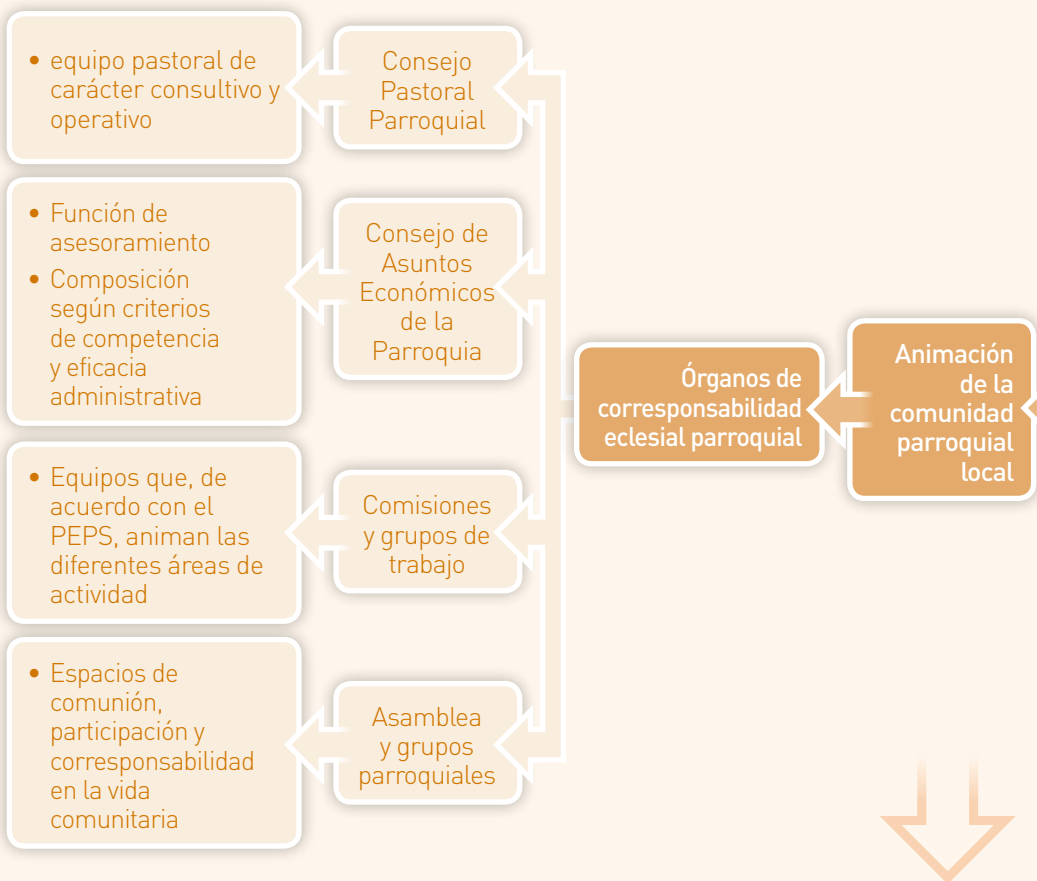 • equipo pastoral de
carácter consultivo y
operativo
Consejo
Pastoral
Parroquial
• Función de
asesoramiento
• Composición
según criterios
de competencia
y eficacia
administrativa
Consejo de
Asuntos
Económicos
de la
Parroquia
• Equipos que, de
acuerdo con el
PEPS, animan las
diferentes áreas de
actividad
Comisiones
y grupos de
trabajo
• Espacios de
comunión,
participación y
corresponsabilidad
en la vida
comunitaria
Asamblea
y grupos
parroquiales
Órganos de
corresponsabilidad
eclesial parroquial
Animación
de la
comunidad
parroquial
local